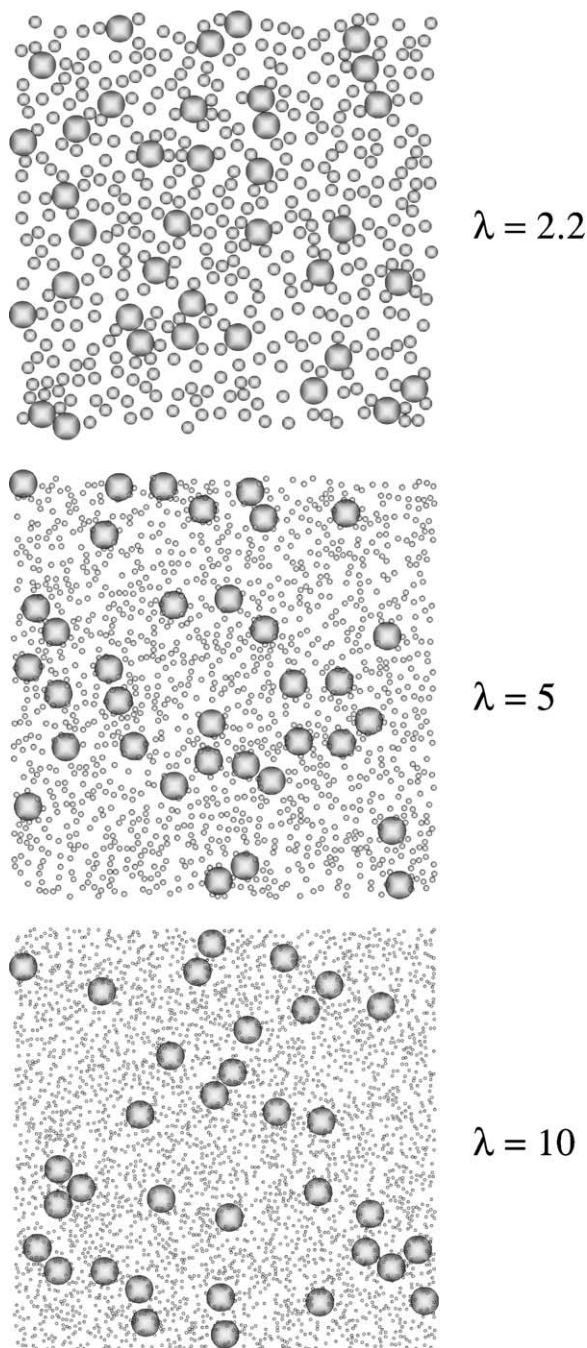 λ = 2.2
λ = 5
λ = 10